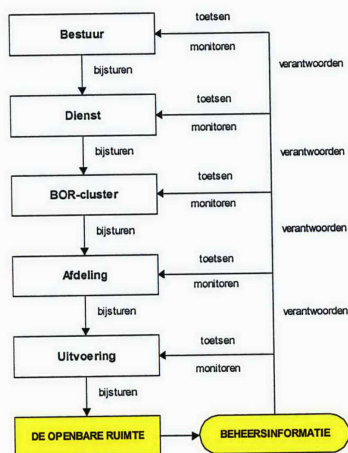 toetsen
Bestuur
monitoren
verantwoorden
bijsturen
toetsen
Dienst
monitoren
verantwoorden
bijsturen
toetsen
BOR-cluster
monitoren
verantwoorden
bijsturen
toetsen
Afdeling
monitoren
verantwoorden
bijsturen
toetsen
Uitvoering
monitoren
bijsturen
DE OPENBARE RUIMTE
BEHEERSINFORMATIE